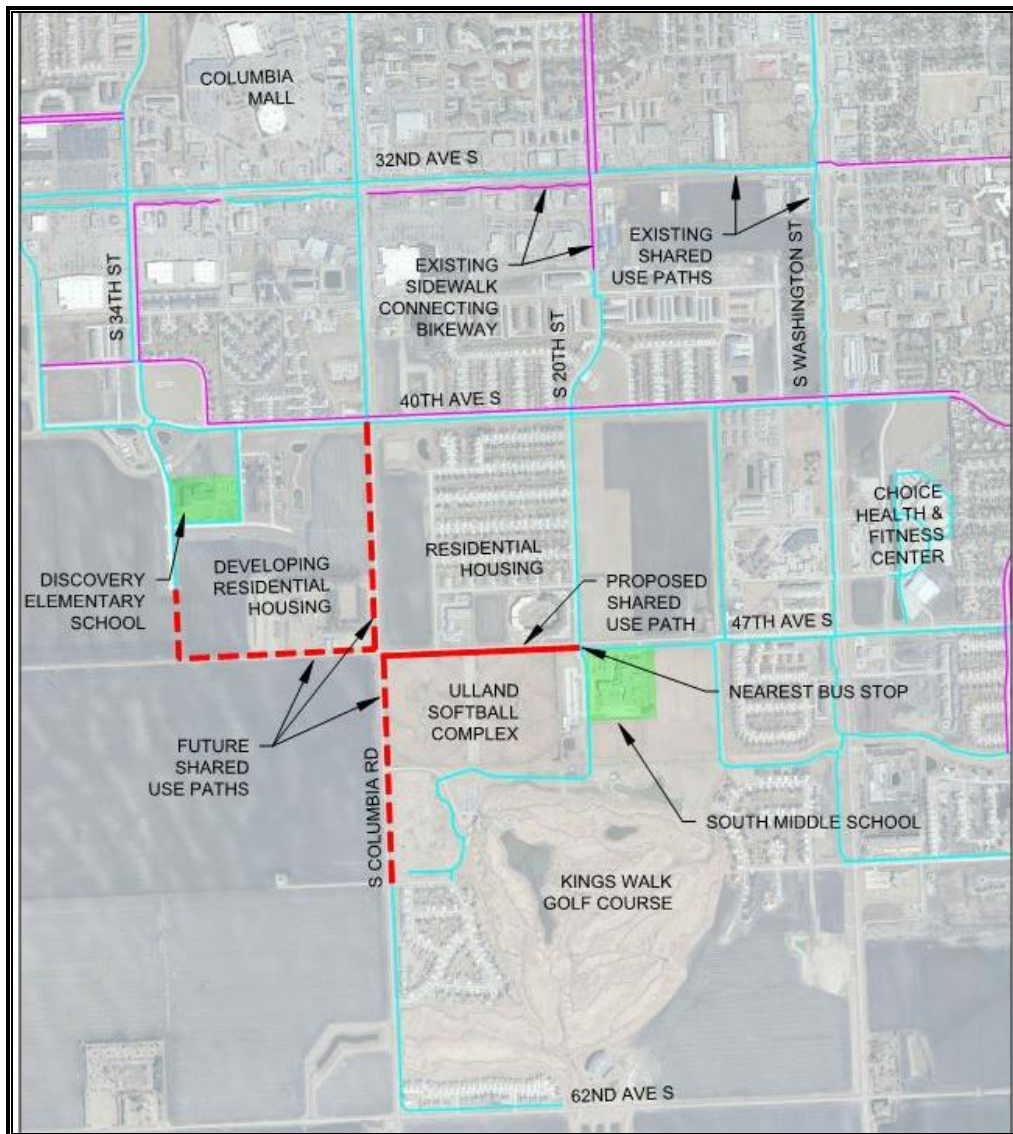 COLUMBIA
MALL
32ND AVE S
S 34TH ST
EXISTING
SIDEWALK
CONNECTING
BIKEWAY
EXISTING
SHARED
USE PATHS
S WASHINGTON ST
S 20TH ST
40TH AVE S
DISCOVERY
ELEMENTARY
SCHOOL
DEVELOPING
RESIDENTIAL
HOUSING
RESIDENTIAL
HOUSING
PROPOSED
SHARED
USE PATH
CHOICE
HEALTH &
FITNESS
CENTER
47TH AVE S
NEAREST BUS STOP
ULLAND
SOFTBALL
COMPLEX
FUTURE
SHARED
USE PATHS
S COLUMBIA RD
SOUTH MIDDLE SCHOOL
KINGS WALK
GOLF COURSE
62ND AVE S